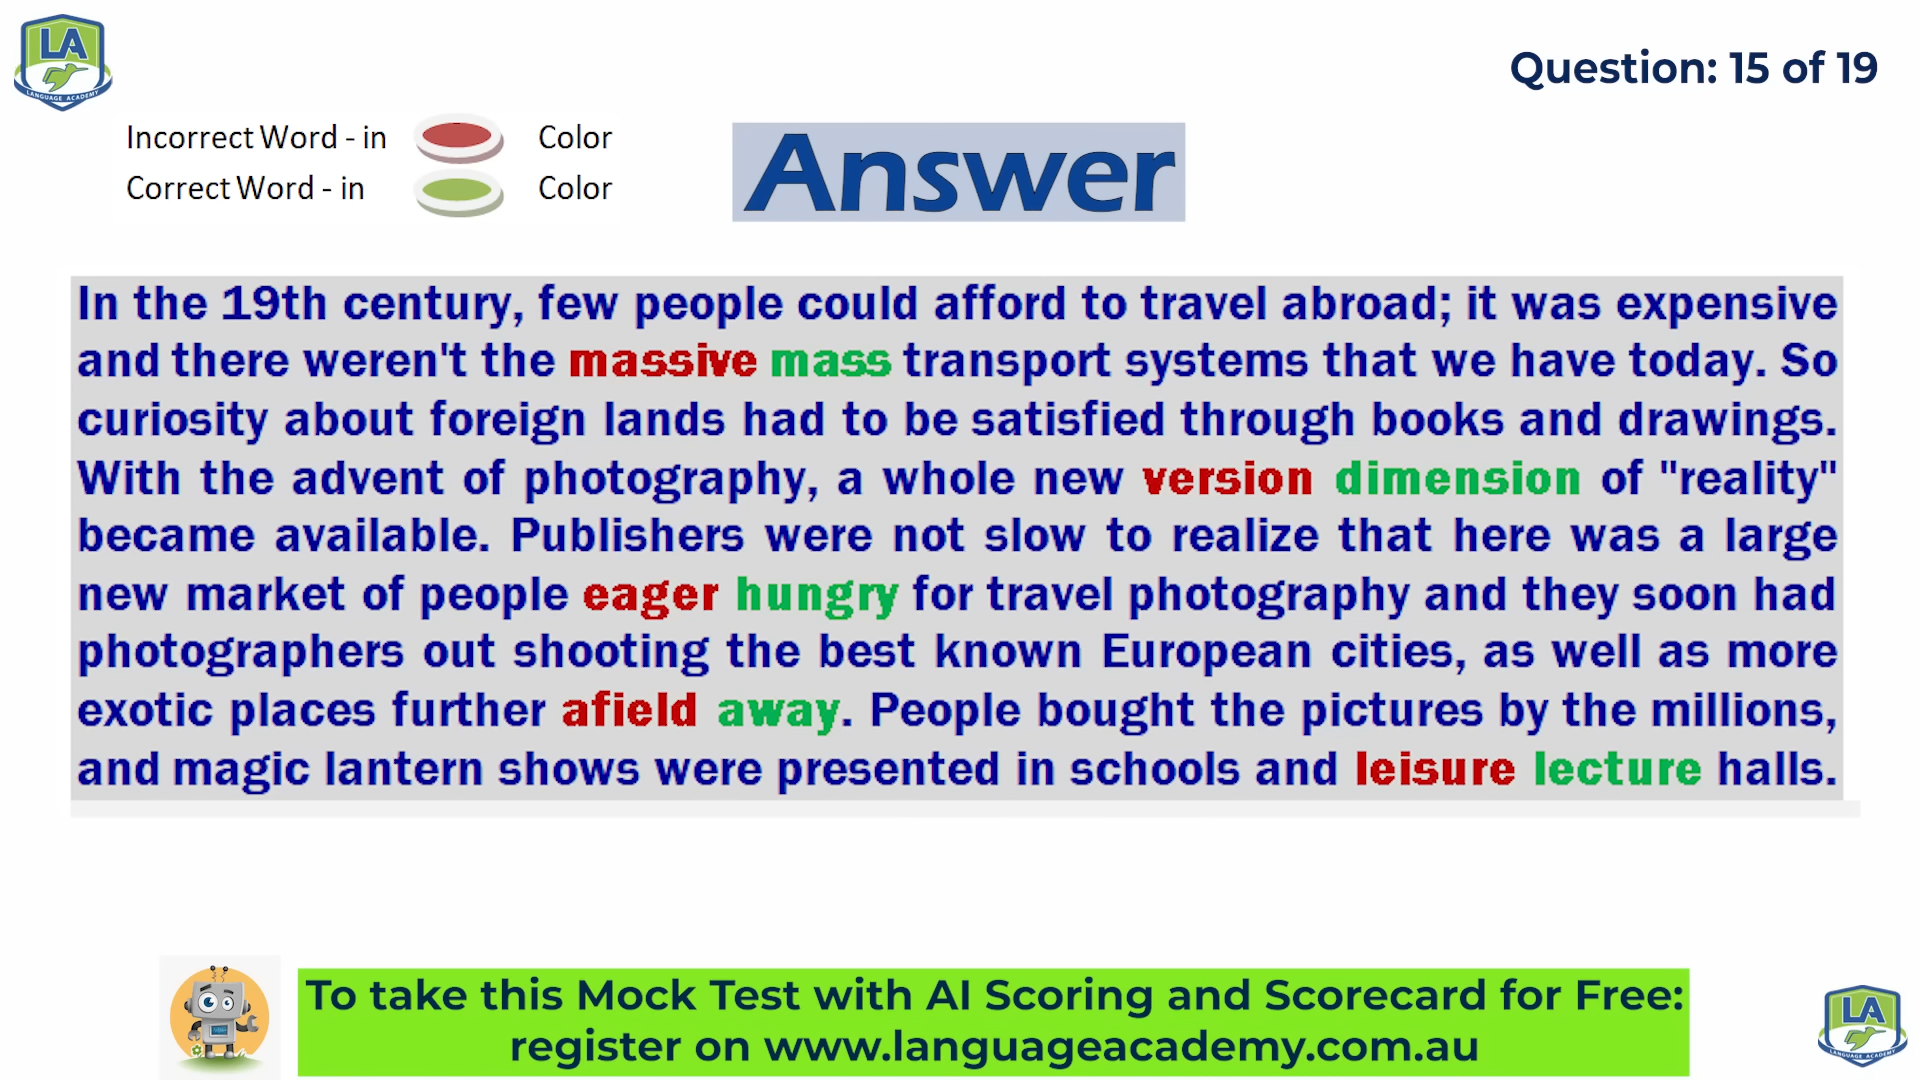 LA
LANGUAGE ACADEMY
Question: 15 of 19
Incorrect Word - in Color
Correct Word - in Color
Answer
In the 19th century, few people could afford to travel abroad; it was expensive
and there weren't the massive mass transport systems that we have today. So
curiosity about foreign lands had to be satisfied through books and drawings.
With the advent of photography, a whole new version dimension of "reality"
became available. Publishers were not slow to realize that here was a large
new market of people eager hungry for travel photography and they soon had
photographers out shooting the best known European cities, as well as more
exotic places further afield away. People bought the pictures by the millions,
and magic lantern shows were presented in schools and leisure lecture halls.
To take this Mock Test with AI Scoring and Scorecard for Free:
register on www.languageacademy.com.au
LA
LANGUAGE ACADEMY